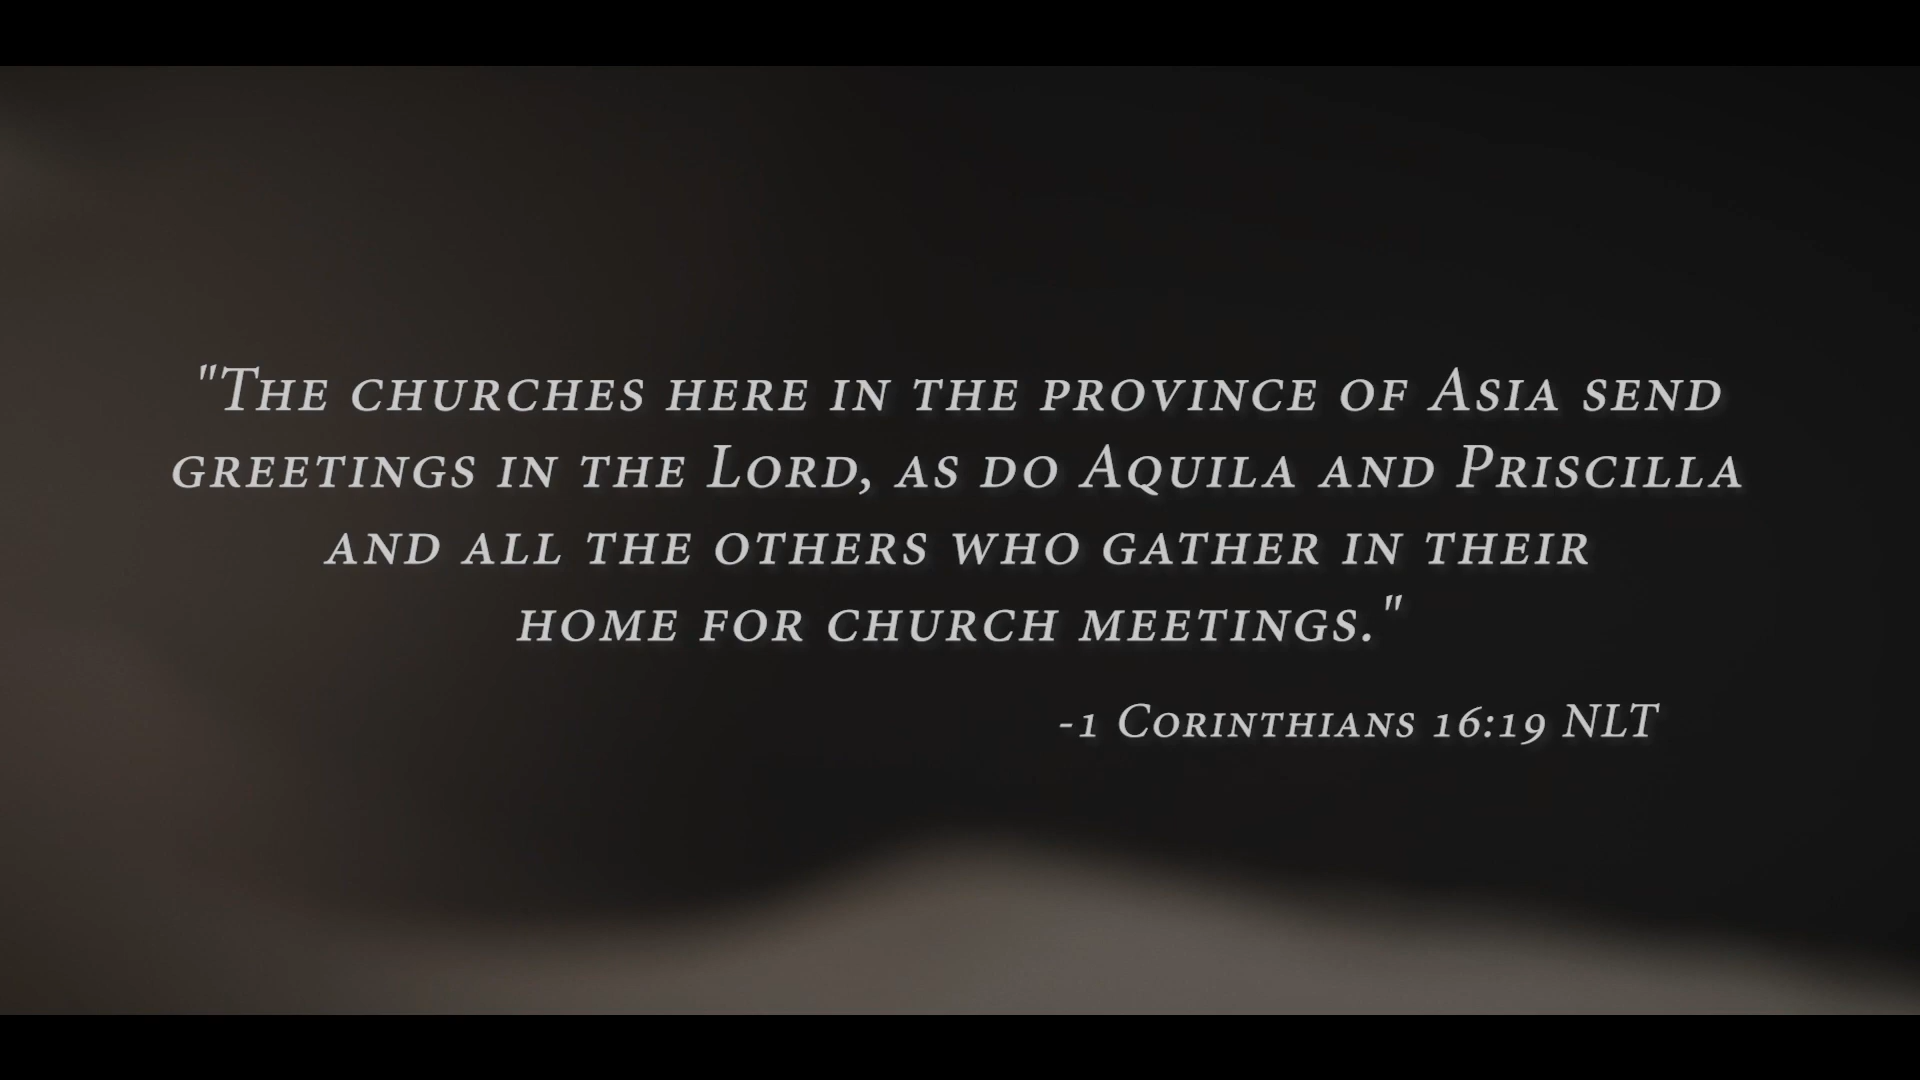 "The churches here in the province of Asia send
greetings in the Lord, as do Aquila and Priscilla
and all the others who gather in their
home for church meetings."
-1 Corinthians 16:19 NLT